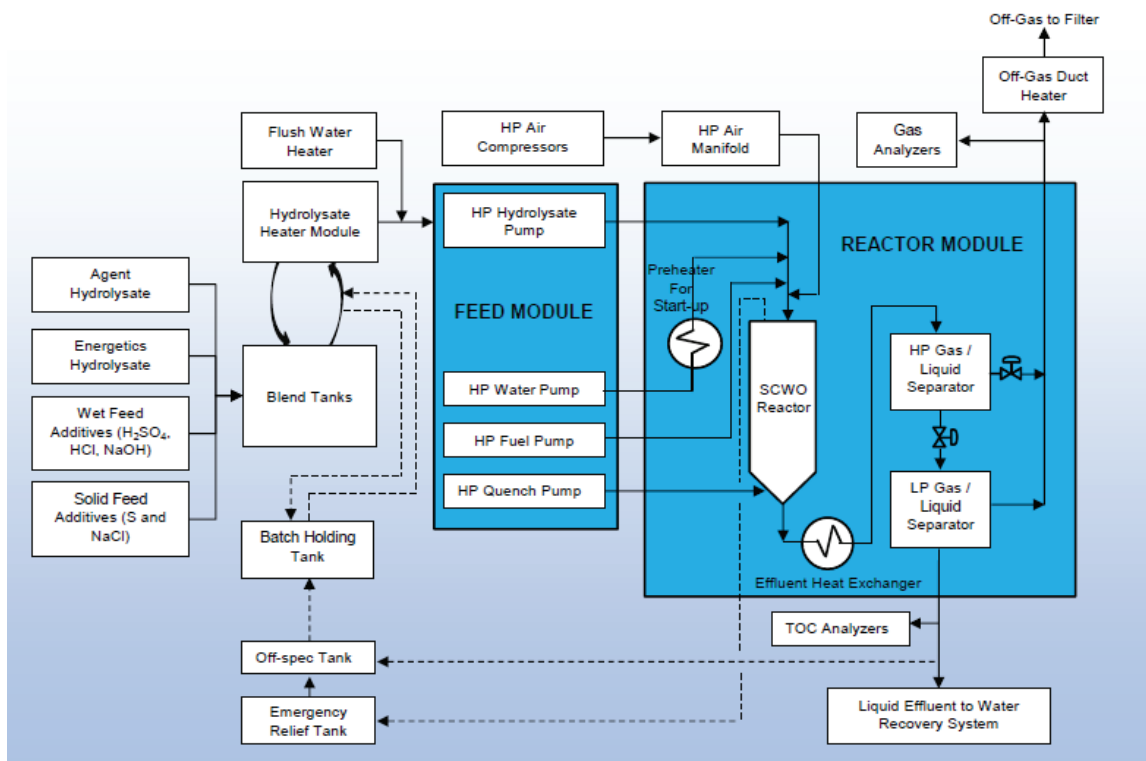 Off-Gas to Filter
Off-Gas Duct
Heater
Flush Water
Heater
HP Air
Compressors
HP Air
Manifold
Gas
Analyzers
Hydrolysate
Heater Module
HP Hydrolysate
Pump
REACTOR MODULE
Agent
Hydrolysate
Preheater
For
Start-up
FEED MODULE
Energetics
Hydrolysate
HP Gas /
Liquid
Separator
SCWO
Reactor
Blend Tanks
HP Water Pump
Wet Feed
Additives (H₂SO₄,
HCl, NaOH)
HP Fuel Pump
HP Quench Pump
LP Gas /
Liquid
Separator
Solid Feed
Additives (S and
NaCl)
Batch Holding
Tank
Effluent Heat Exchanger
TOC Analyzers
Off-spec Tank
Emergency
Relief Tank
Liquid Effluent to Water
Recovery System